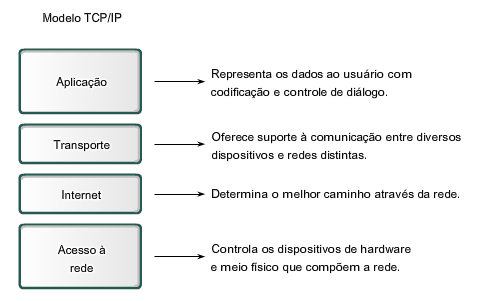 Modelo TCP/IP
Aplicação
Representa os dados ao usuário com
codificação e controle de diálogo.
Transporte
Oferece suporte à comunicação entre diversos
dispositivos e redes distintas.
Internet
Determina o melhor caminho através da rede.
Acesso à
rede
Controla os dispositivos de hardware
e meio físico que compõem a rede.